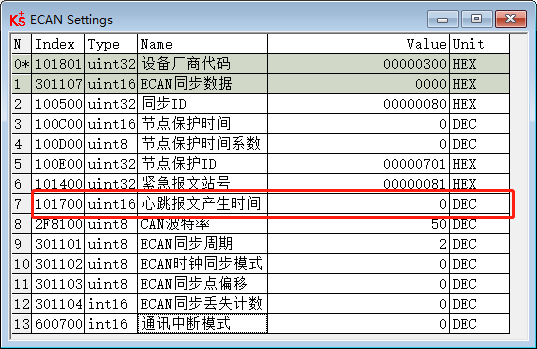 Ks+ ECAN Settings
N Index Type Name Value Unit
0* 101801 uint32 设备厂商代码 00000300 HEX
1 301107 uint16 ECAN同步数据 0000 HEX
2 100500 uint32 同步ID 00000080 HEX
3 100C00 uint16 节点保护时间 0 DEC
4 100D00 uint8 节点保护时间系数 0 DEC
5 100E00 uint32 节点保护ID 00000701 HEX
6 101400 uint32 紧急报文站号 00000081 HEX
7 101700 uint16 心跳报文产生时间 0 DEC
8 2F8100 uint8 CAN波特率 50 DEC
9 301101 uint8 ECAN同步周期 2 DEC
10 301102 uint8 ECAN时钟同步模式 0 DEC
11 301103 uint8 ECAN同步点偏移 0 DEC
12 301104 int16 ECAN同步丢失计数 0 DEC
13 600700 int16 通讯中断模式 0 DEC